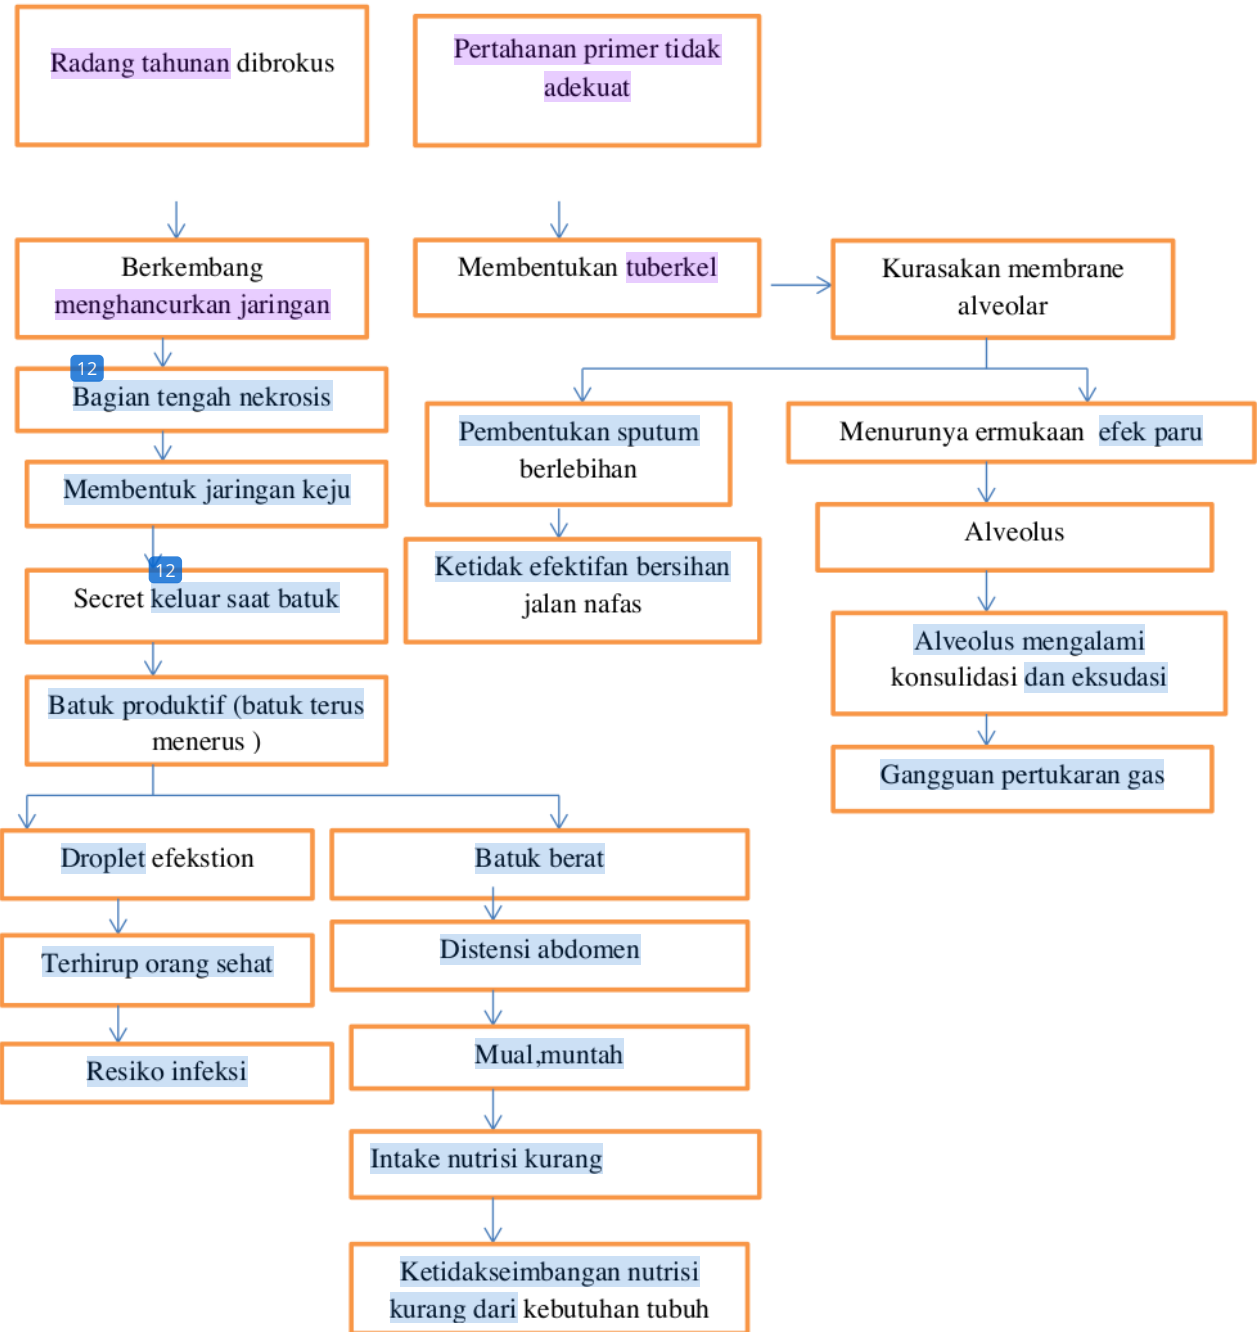 Radang tahunan dibrokus
Pertahanan primer tidak
adekuat
Berkembang
menghancurkan jaringan
Membentukan tuberkel
Kurasakan membrane
alveolar
12
Bagian tengah nekrosis
Pembentukan sputum
berlebihan
Menurunya ermukaan efek paru
Membentuk jaringan keju
Alveolus
12
Secret keluar saat batuk
Ketidak efektifan bersihan
jalan nafas
Alveolus mengalami
konsulidasi dan eksudasi
Batuk produktif (batuk terus
menerus )
Gangguan pertukaran gas
Droplet efekstion
Batuk berat
Terhirup orang sehat
Distensi abdomen
Resiko infeksi
Mual,muntah
Intake nutrisi kurang
Ketidakseimbangan nutrisi
kurang dari kebutuhan tubuh